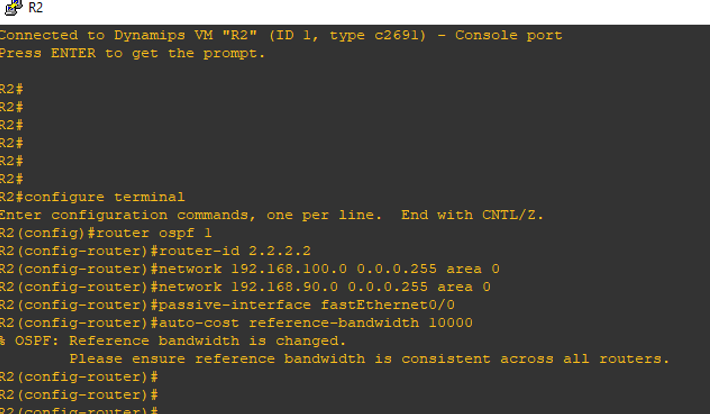 R2
Connected to Dynamips VM "R2" (ID 1, type c2691) - Console port
Press ENTER to get the prompt.
R2#
R2#
R2#
R2#
R2#
R2#
R2#configure terminal
Enter configuration commands, one per line.  End with CNTL/Z.
R2(config)#router ospf 1
R2(config-router)#router-id 2.2.2.2
R2(config-router)#network 192.168.100.0 0.0.0.255 area 0
R2(config-router)#network 192.168.90.0 0.0.0.255 area 0
R2(config-router)#passive-interface fastEthernet0/0
R2(config-router)#auto-cost reference-bandwidth 10000
% OSPF: Reference bandwidth is changed.
        Please ensure reference bandwidth is consistent across all routers.
R2(config-router)#
R2(config-router)#
R2(config-router)#